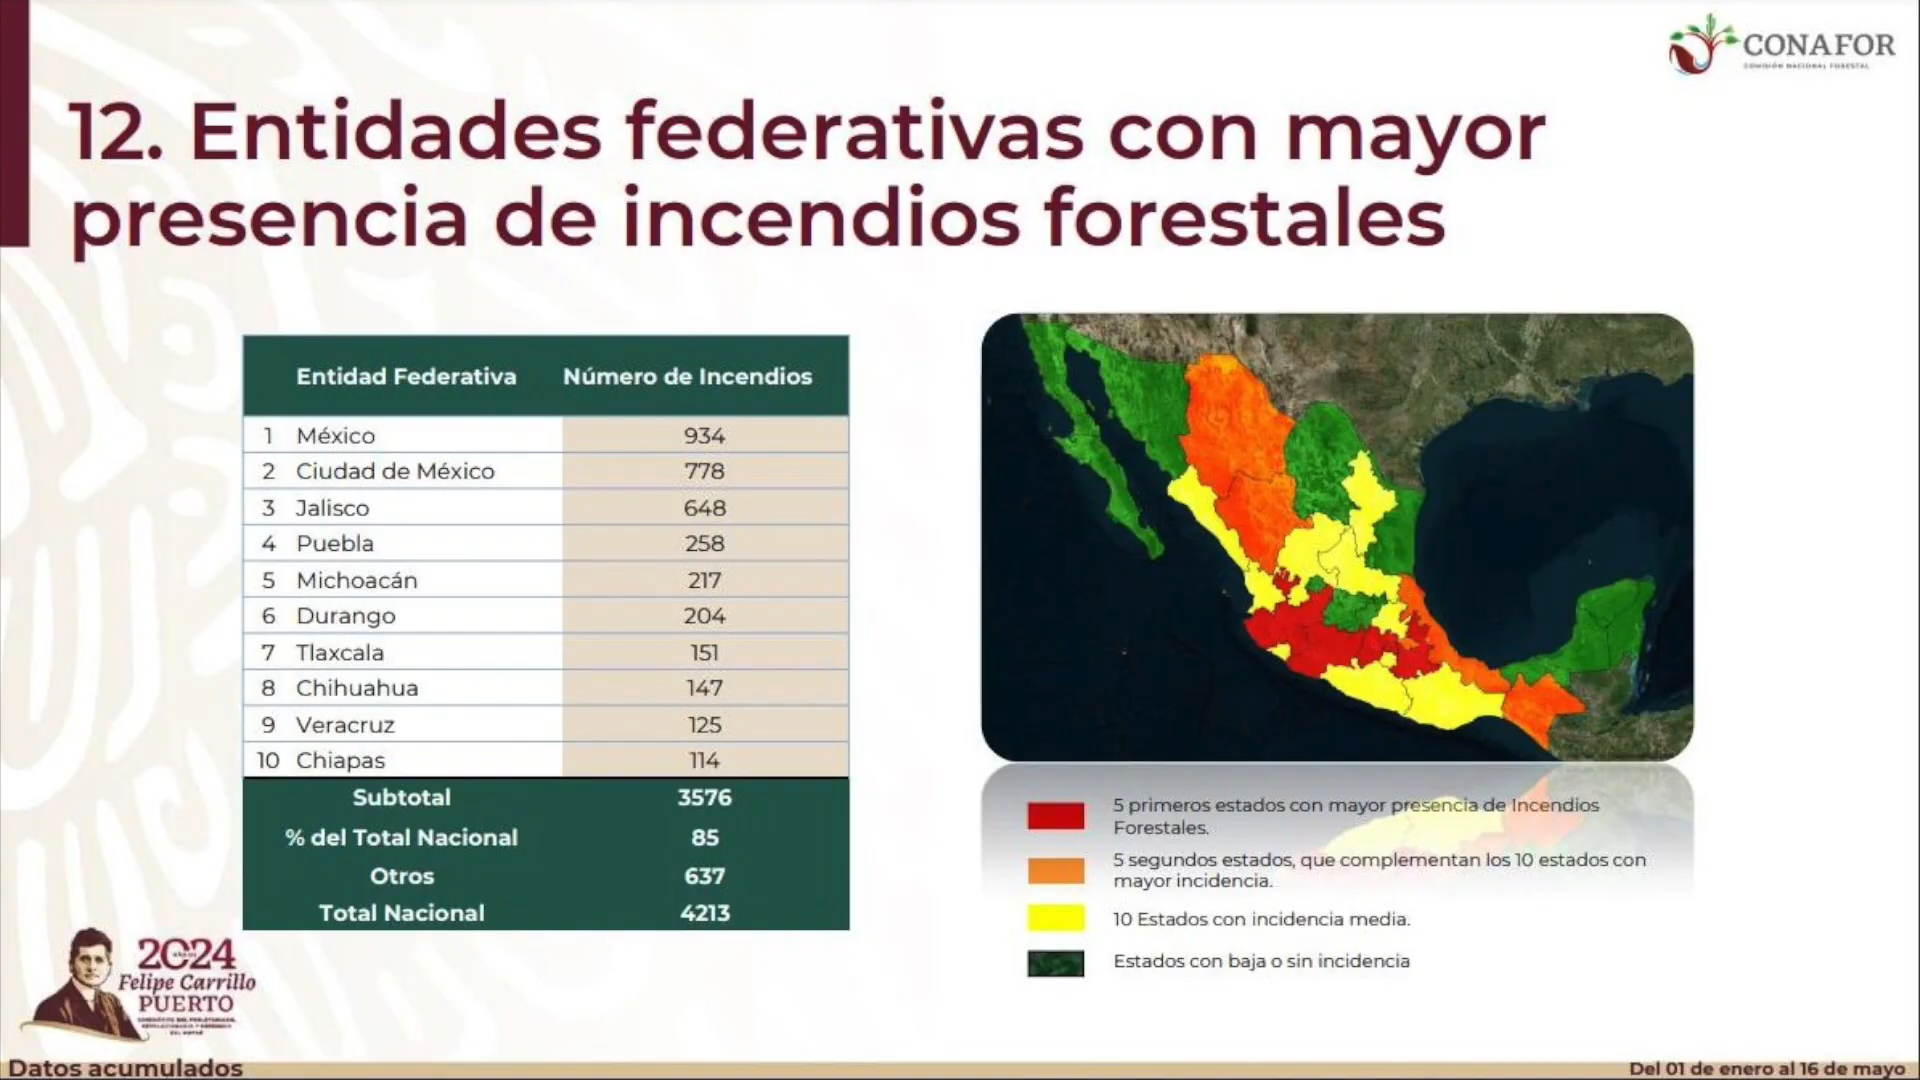 CONAFOR
COMISIÓN NACIONAL FORESTAL
12. Entidades federativas con mayor
presencia de incendios forestales
Entidad Federativa Número de Incendios
1 México 934
2 Ciudad de México 778
3 Jalisco 648
4 Puebla 258
5 Michoacán 217
6 Durango 204
7 Tlaxcala 151
8 Chihuahua 147
9 Veracruz 125
10 Chiapas 114
Subtotal 3576
% del Total Nacional 85
Otros 637
Total Nacional 4213
5 primeros estados con mayor presencia de Incendios
Forestales.
5 segundos estados, que complementan los 10 estados con
mayor incidencia.
10 Estados con incidencia media.
Estados con baja o sin incidencia
2024
Felipe Carrillo
PUERTO
Datos acumulados
Del 01 de enero al 16 de mayo